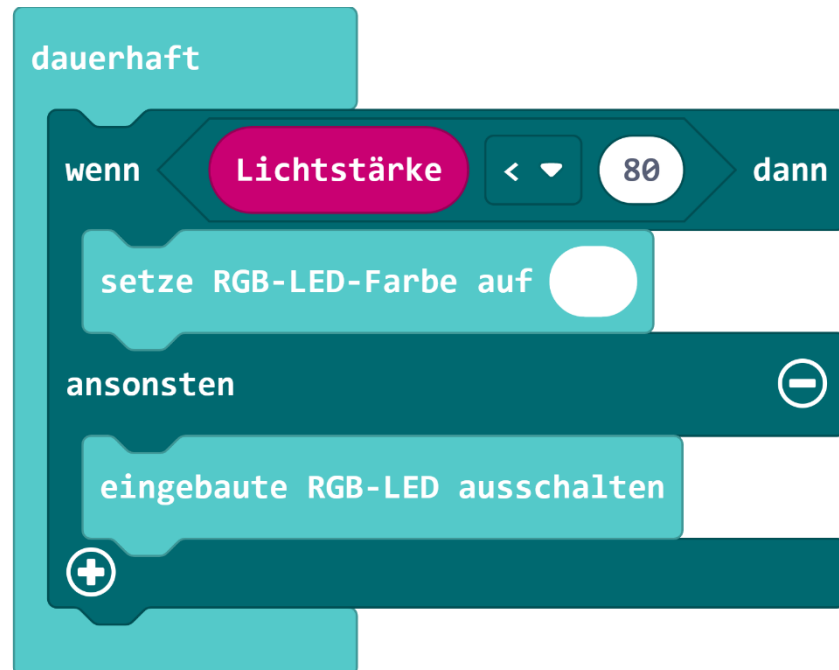 dauerhaft
wenn Lichtstärke < 80 dann
setze RGB-LED-Farbe auf
ansonsten
eingebaute RGB-LED ausschalten